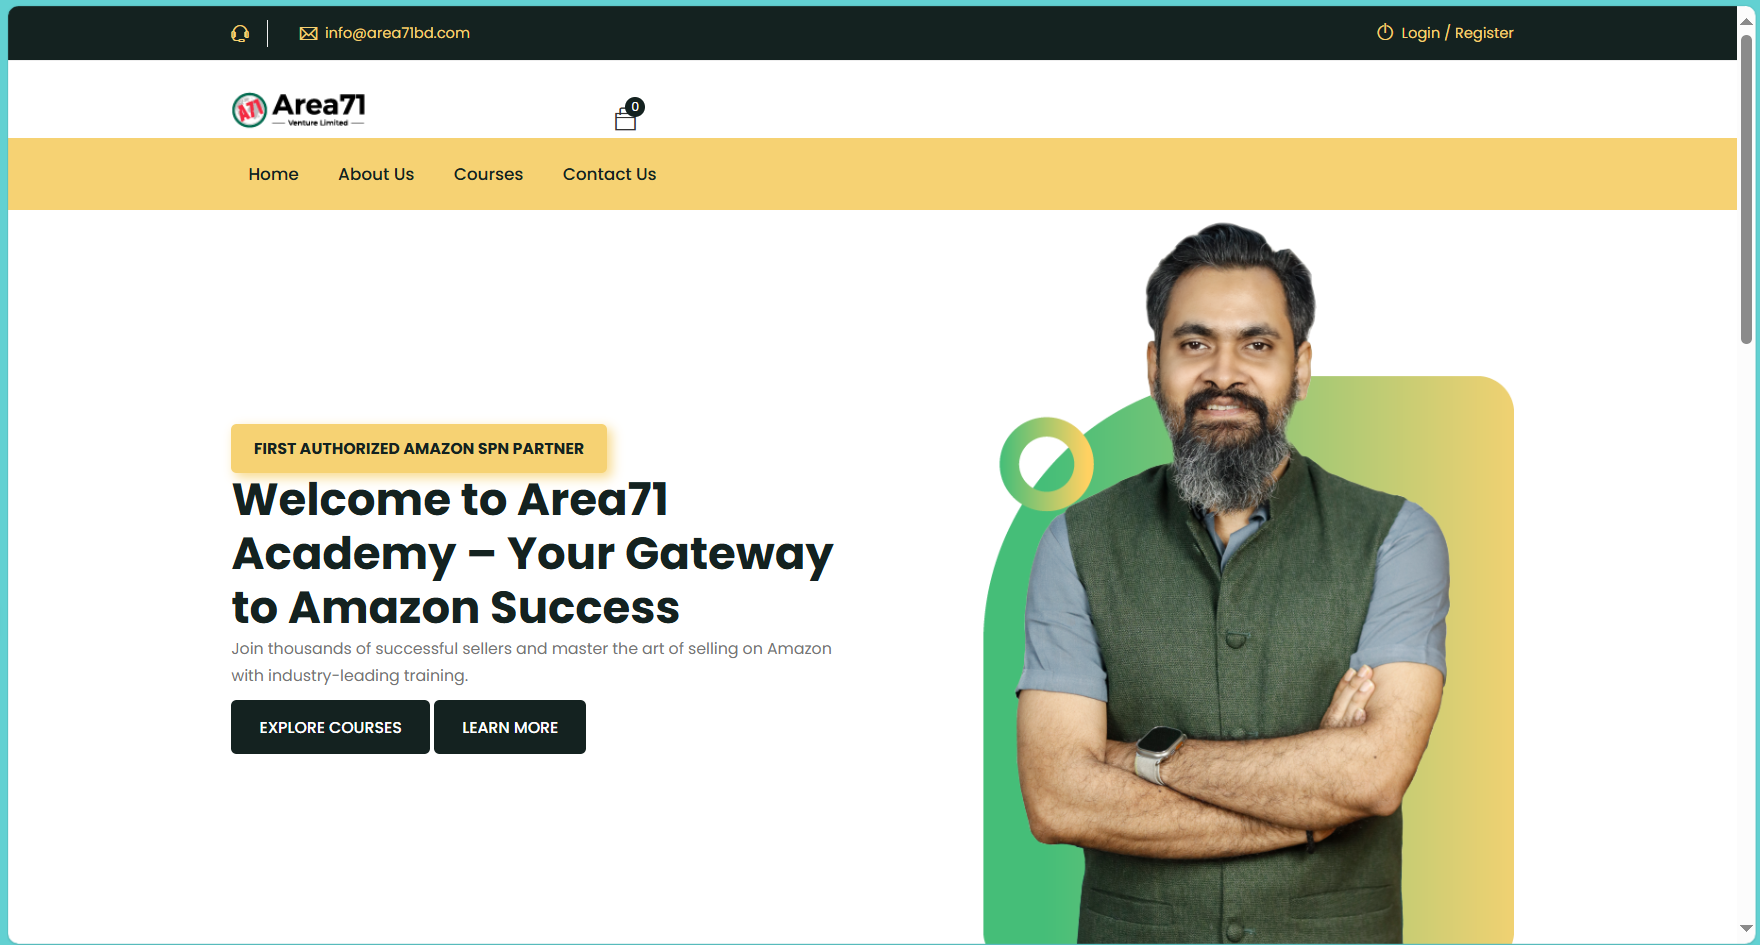 info@area71bd.com
Login / Register
A71 Area71
Venture Limited
0
Home About Us Courses Contact Us
FIRST AUTHORIZED AMAZON SPN PARTNER
Welcome to Area71
Academy – Your Gateway
to Amazon Success
Join thousands of successful sellers and master the art of selling on Amazon
with industry-leading training.
EXPLORE COURSES LEARN MORE